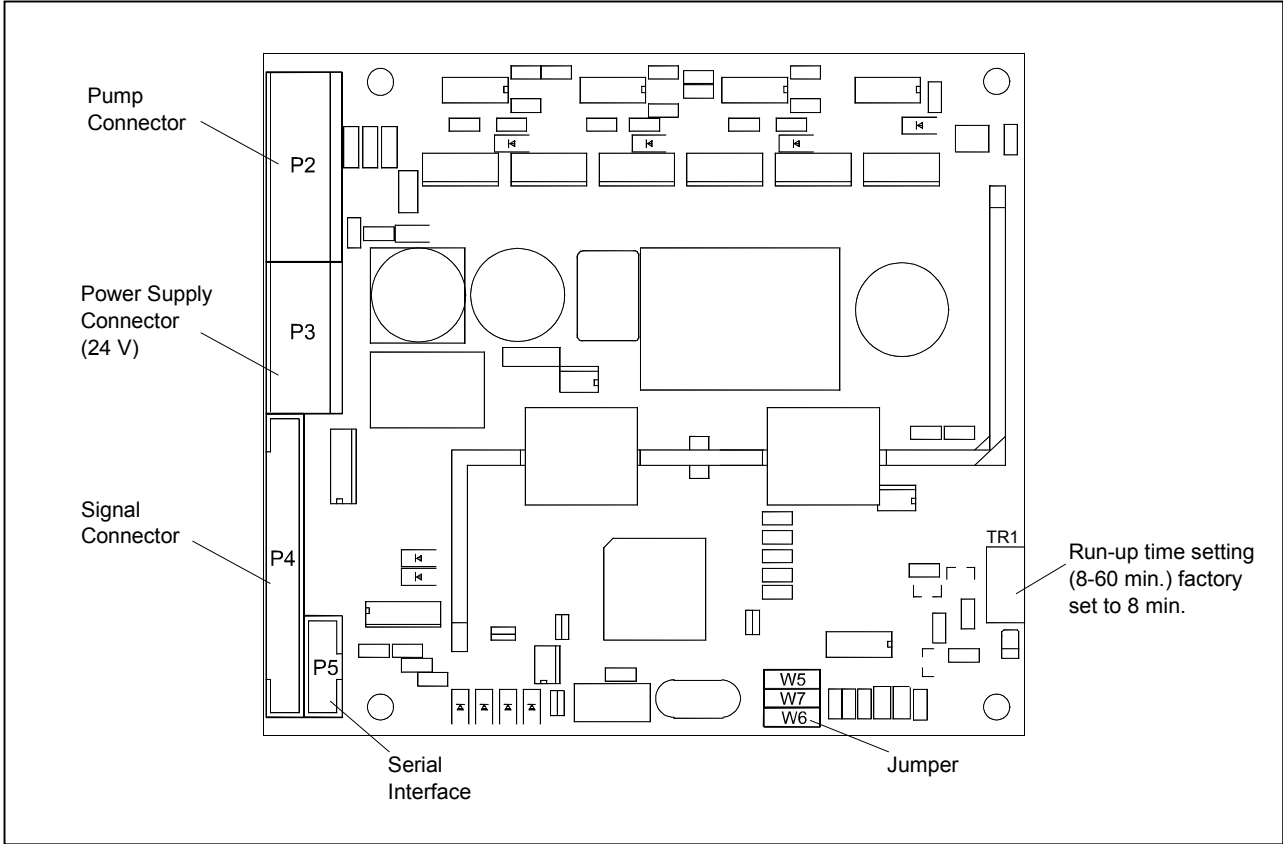 Pump
Connector
P2
Power Supply
Connector
(24 V)
P3
Signal
Connector
P4
P5
TR1
Run-up time setting
(8-60 min.) factory
set to 8 min.
W5
W7
W6
Serial
Interface
Jumper